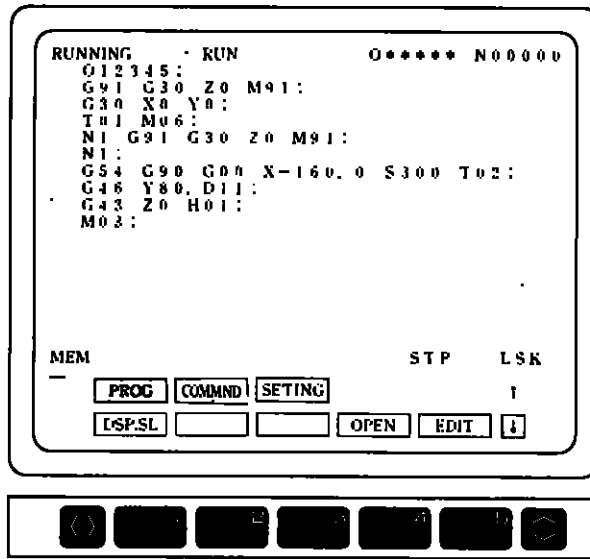 RUNNING - RUN O***** N00000
O12345;
G91 G30 Z0 M91;
G30 X0 Y0;
T01 M06;
N1 G91 G30 Z0 M91;
N1;
G54 G90 G00 X-160.0 S300 T02;
G46 Y80. D11;
G43 Z0 H01;
M03;
MEM STP LSK
PROG COMMND SETING ↑
DSP.SL OPEN EDIT ↓